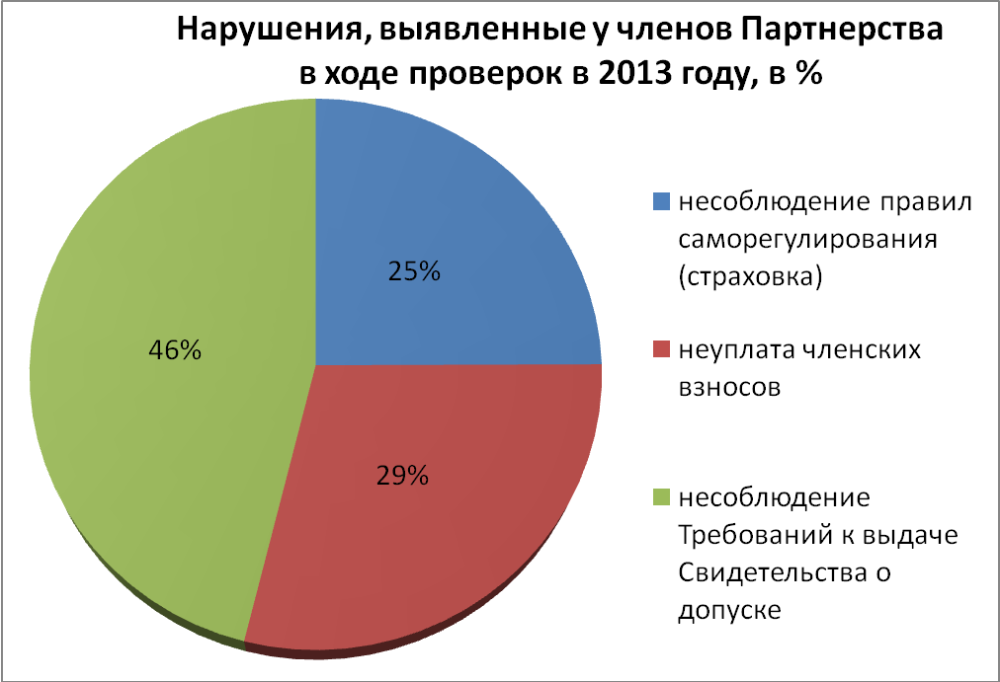 Нарушения, выявленные у членов Партнерства
в ходе проверок в 2013 году, в %
25%
46%
29%
несоблюдение правил
саморегулирования
(страховка)
неуплата членских
взносов
несоблюдение
Требований к выдаче
Свидетельства о
допуске